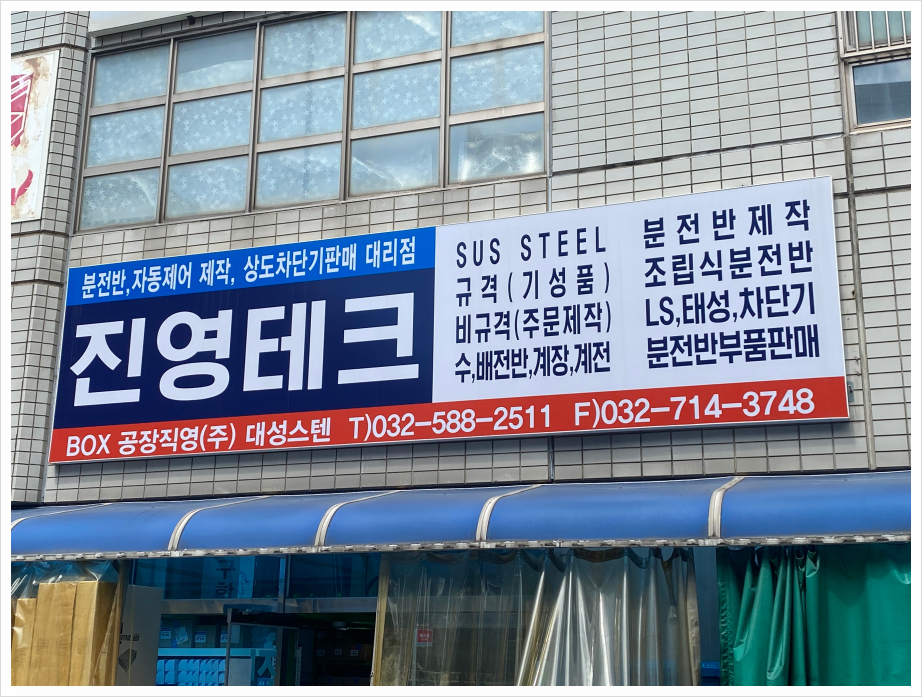 분전반,자동제어 제작, 상도차단기판매 대리점
진영테크
SUS STEEL
규격(기성품)
비규격(주문제작)
수,배전반,계장,계전
분전반제작
조립식분전반
LS,태성,차단기
분전반부품판매
BOX 공장직영(주) 대성스텐 T)032-588-2511 F)032-714-3748